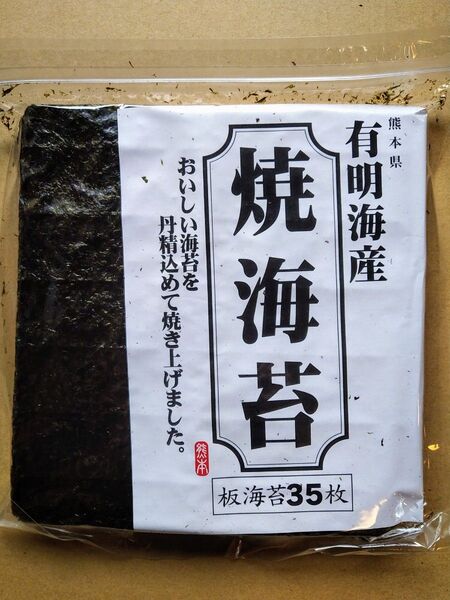 熊本県
有明海産
焼海苔
おいしい海苔を
丹精込めて焼き上げました。
熊本
板海苔35枚